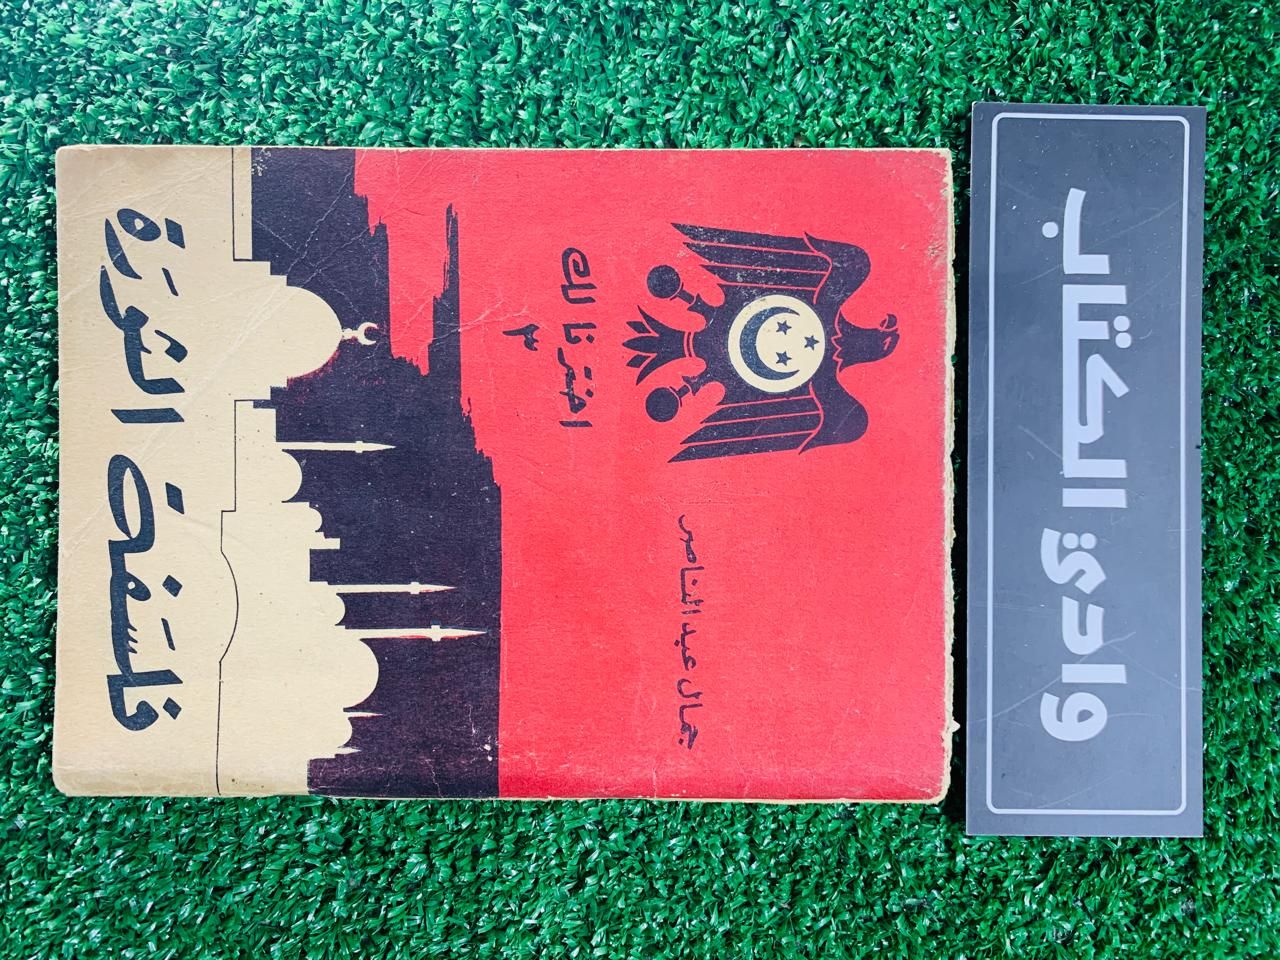 جمال عبد الناصر
اخترنا لك
٣
فلسفة الثورة
وادي الكتاب